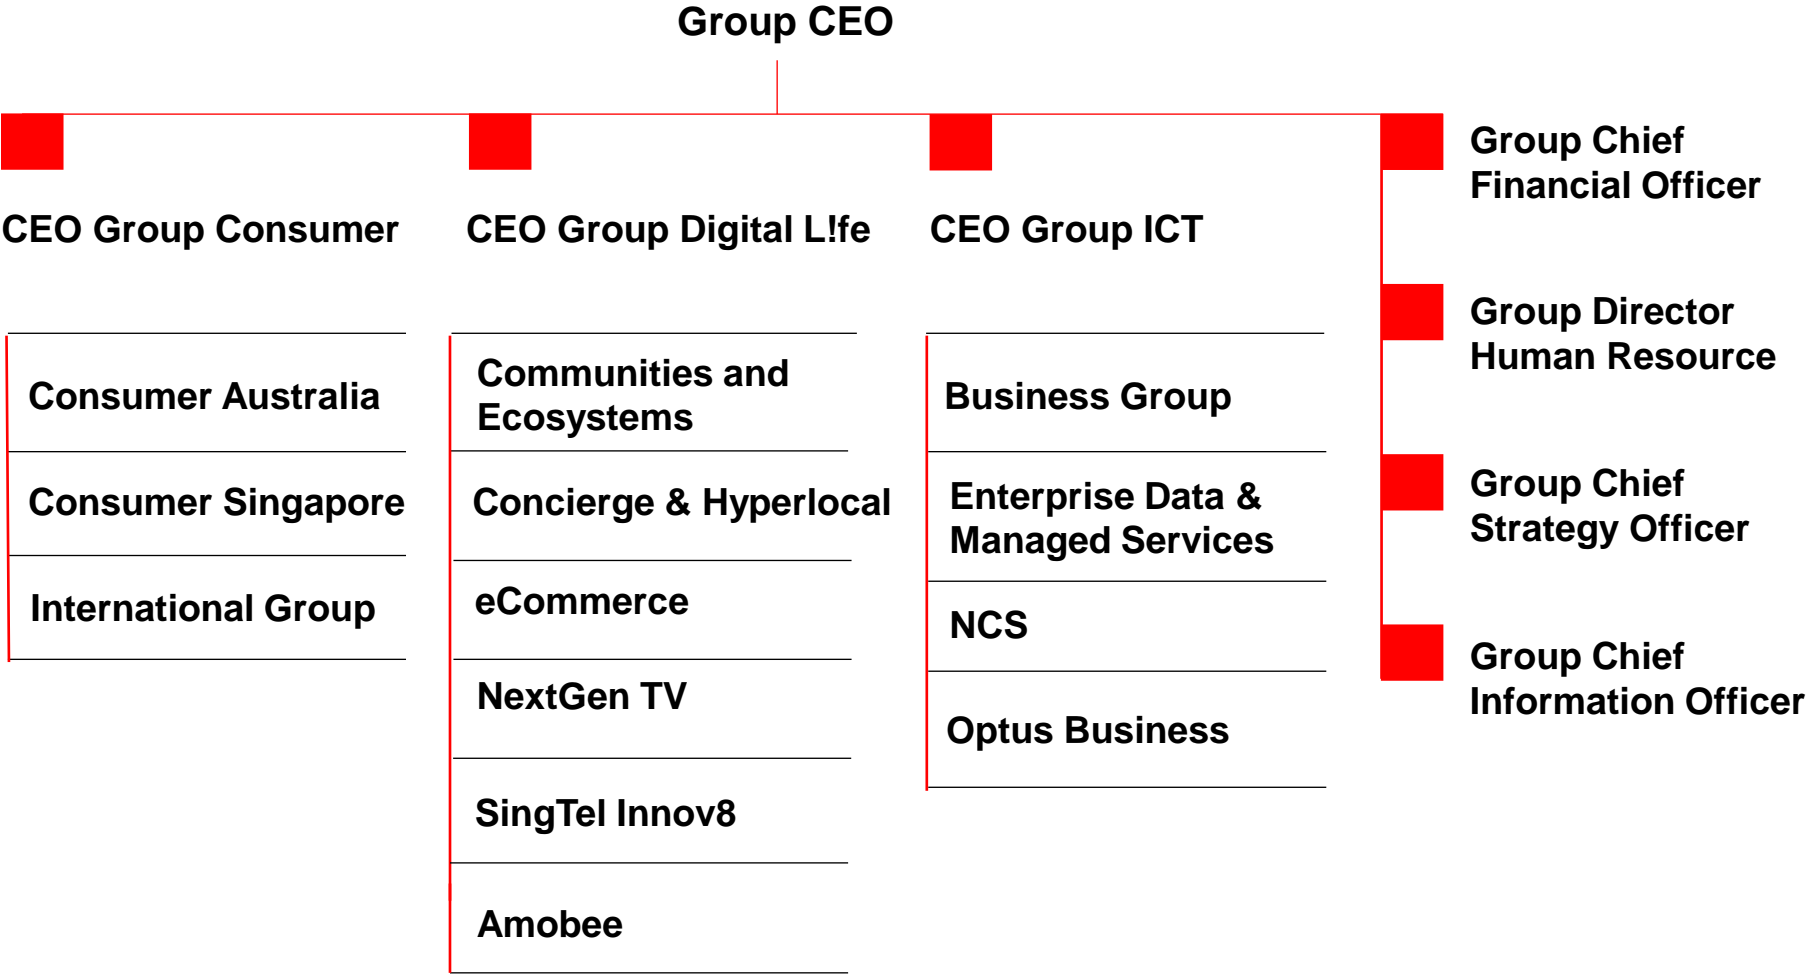 Group CEO
CEO Group Consumer
Consumer Australia
Consumer Singapore
International Group
CEO Group Digital L!fe
Communities and
Ecosystems
Concierge & Hyperlocal
eCommerce
NextGen TV
SingTel Innov8
Amobee
CEO Group ICT
Business Group
Enterprise Data &
Managed Services
NCS
Optus Business
Group Chief
Financial Officer
Group Director
Human Resource
Group Chief
Strategy Officer
Group Chief
Information Officer